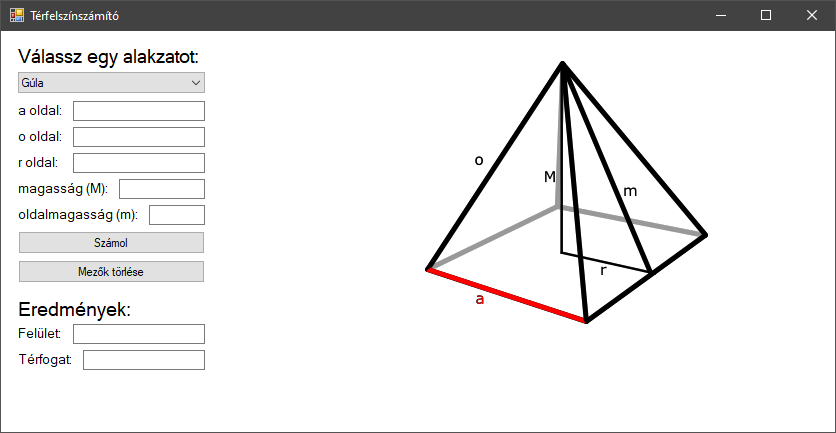 Térfelszínszámító
Válassz egy alakzatot:
Gúla
a oldal:
o oldal:
r oldal:
magasság (M):
oldalmagasság (m):
Számol
Mezők törlése
Eredmények:
Felület:
Térfogat:
o
M
m
r
a